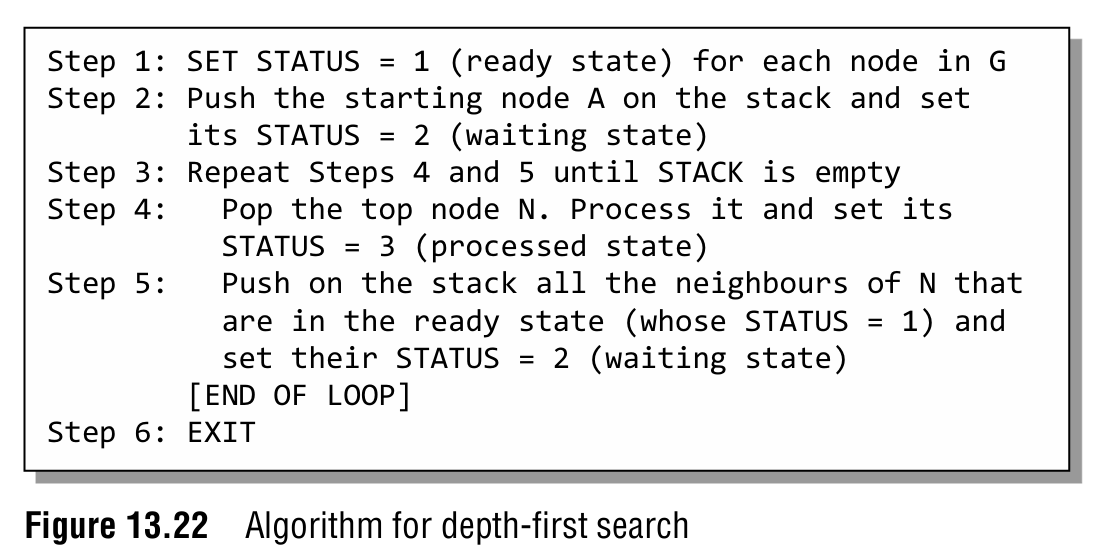 Step 1: SET STATUS = 1 (ready state) for each node in G
Step 2: Push the starting node A on the stack and set
its STATUS = 2 (waiting state)
Step 3: Repeat Steps 4 and 5 until STACK is empty
Step 4: Pop the top node N. Process it and set its
STATUS = 3 (processed state)
Step 5: Push on the stack all the neighbours of N that
are in the ready state (whose STATUS = 1) and
set their STATUS = 2 (waiting state)
[END OF LOOP]
Step 6: EXIT
Figure 13.22 Algorithm for depth-first search